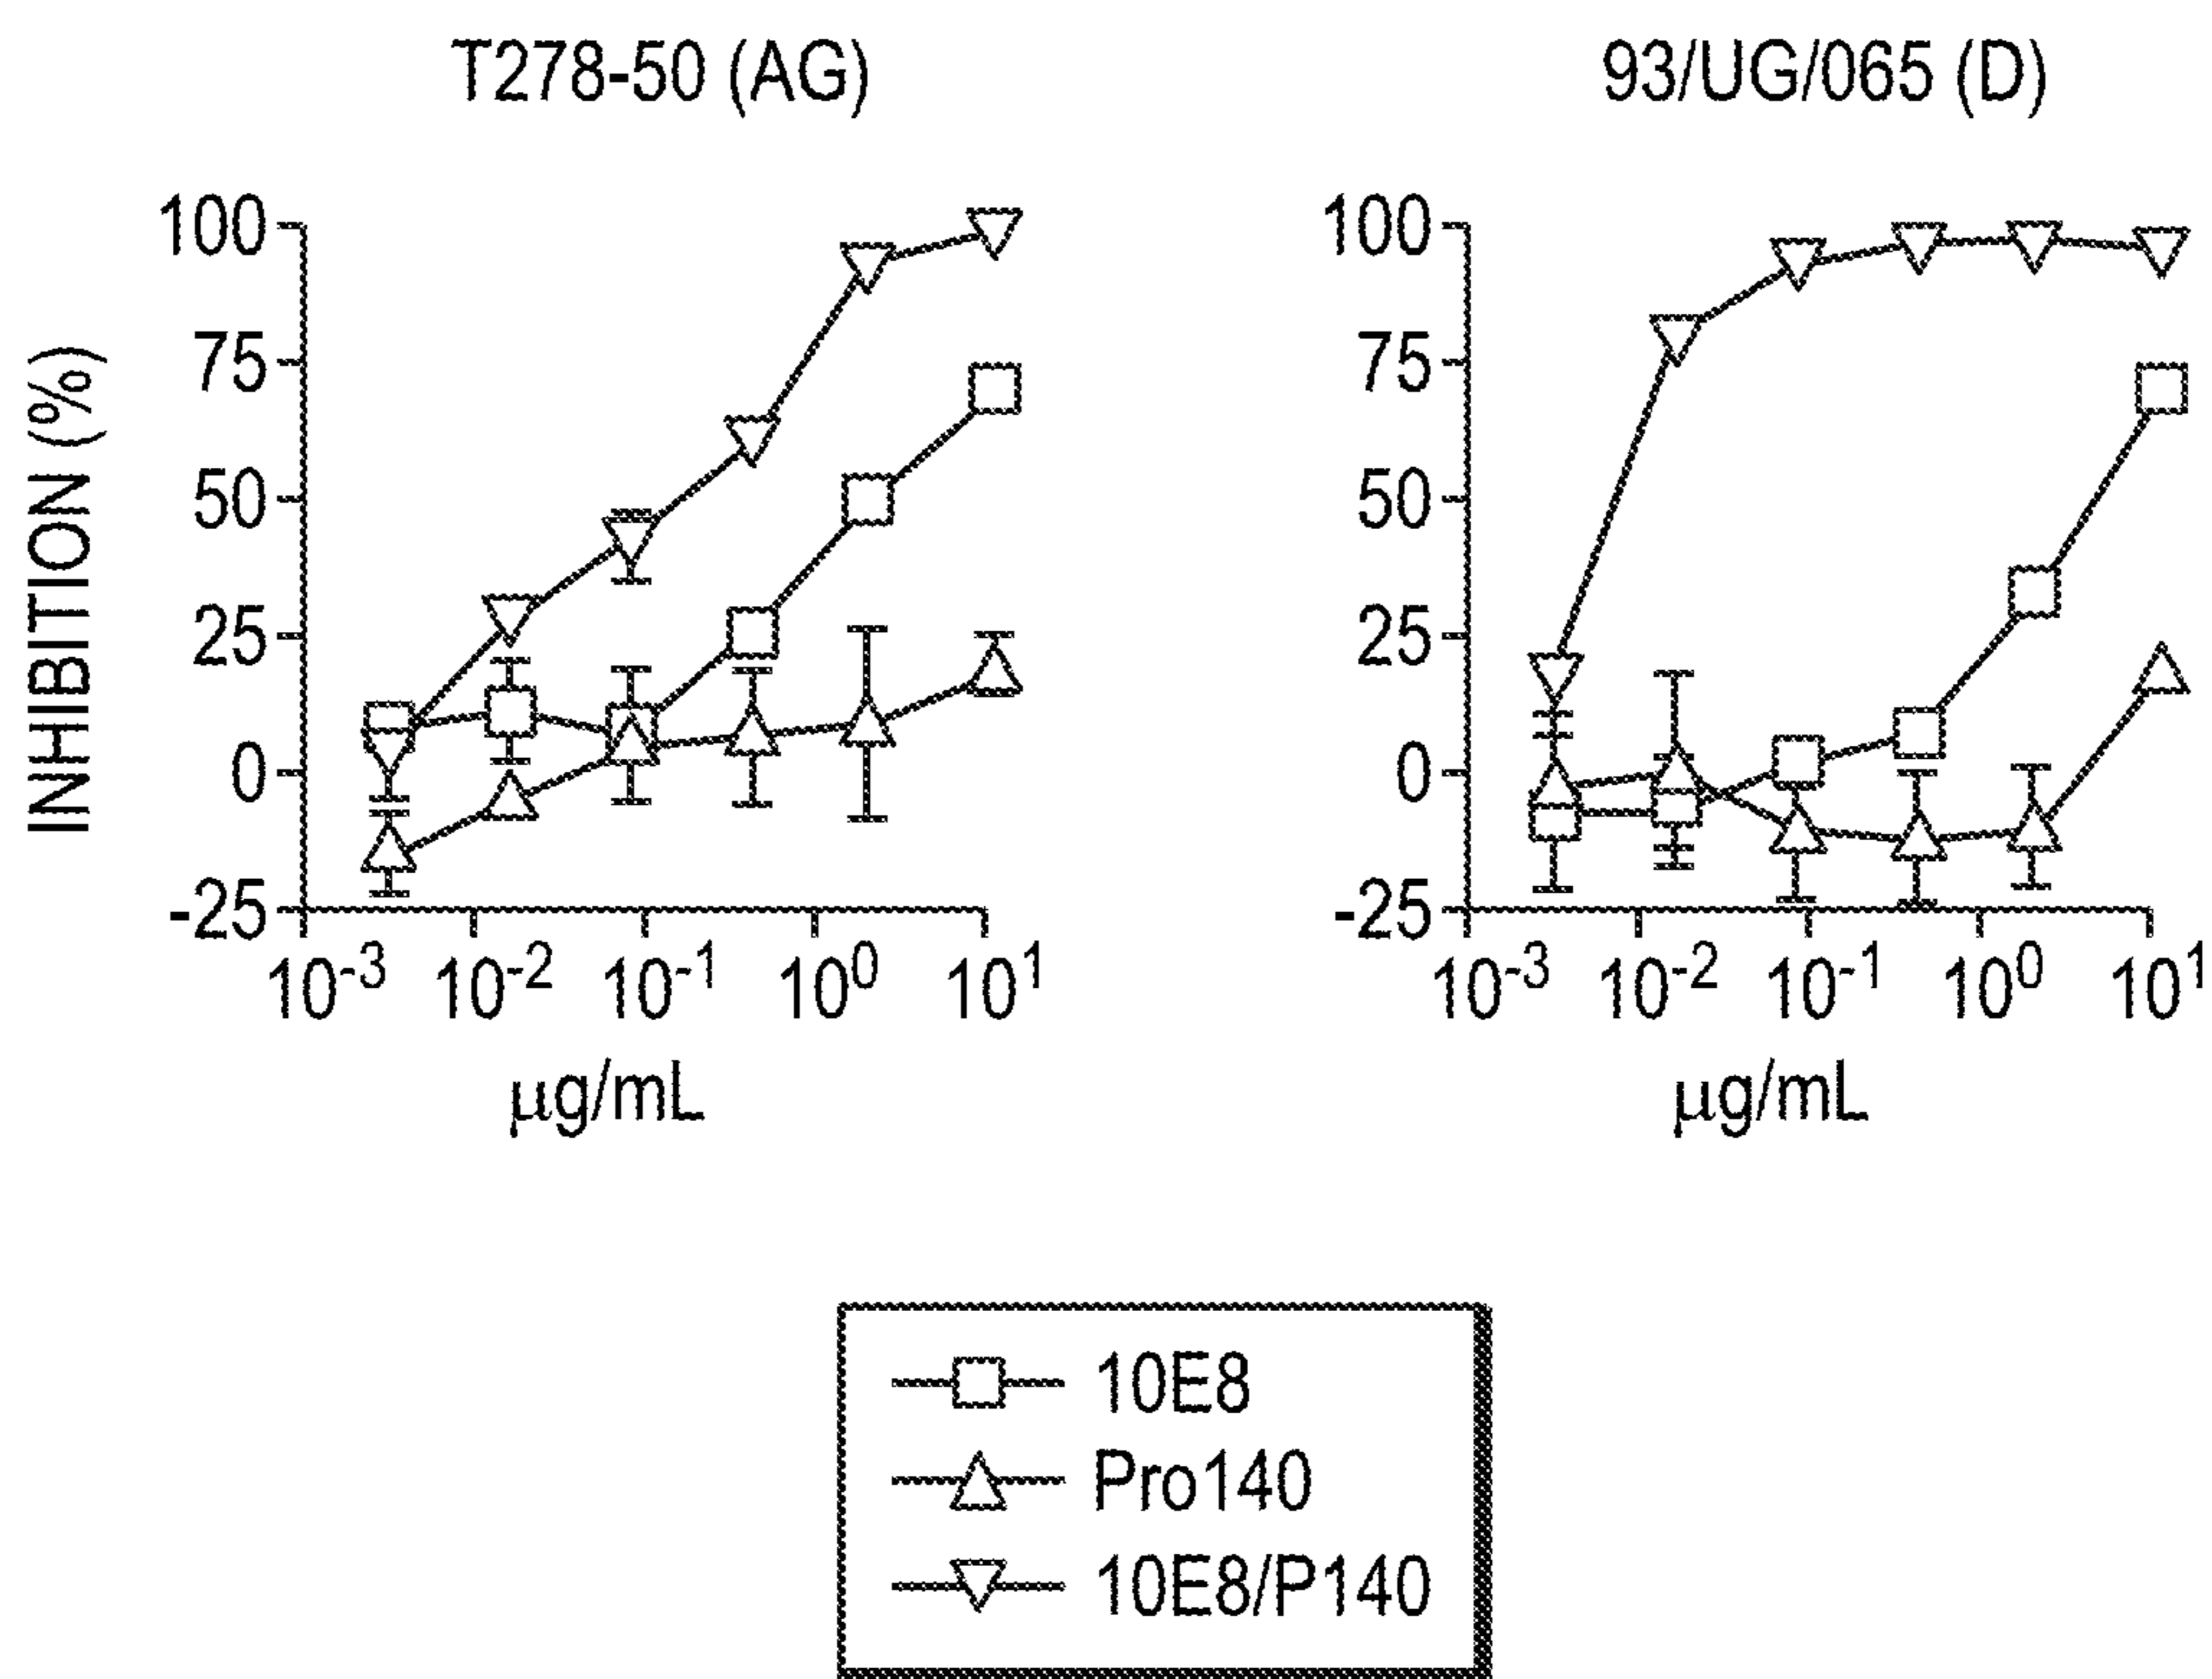 T278-50 (AG)
93/UG/065 (D)
INHIBITION (%)
100
75
50
25
0
-25
10⁻³ 10⁻² 10⁻¹ 10⁰ 10¹
µg/mL
100
75
50
25
0
-25
10⁻³ 10⁻² 10⁻¹ 10⁰ 10¹
µg/mL
10E8
Pro140
10E8/P140